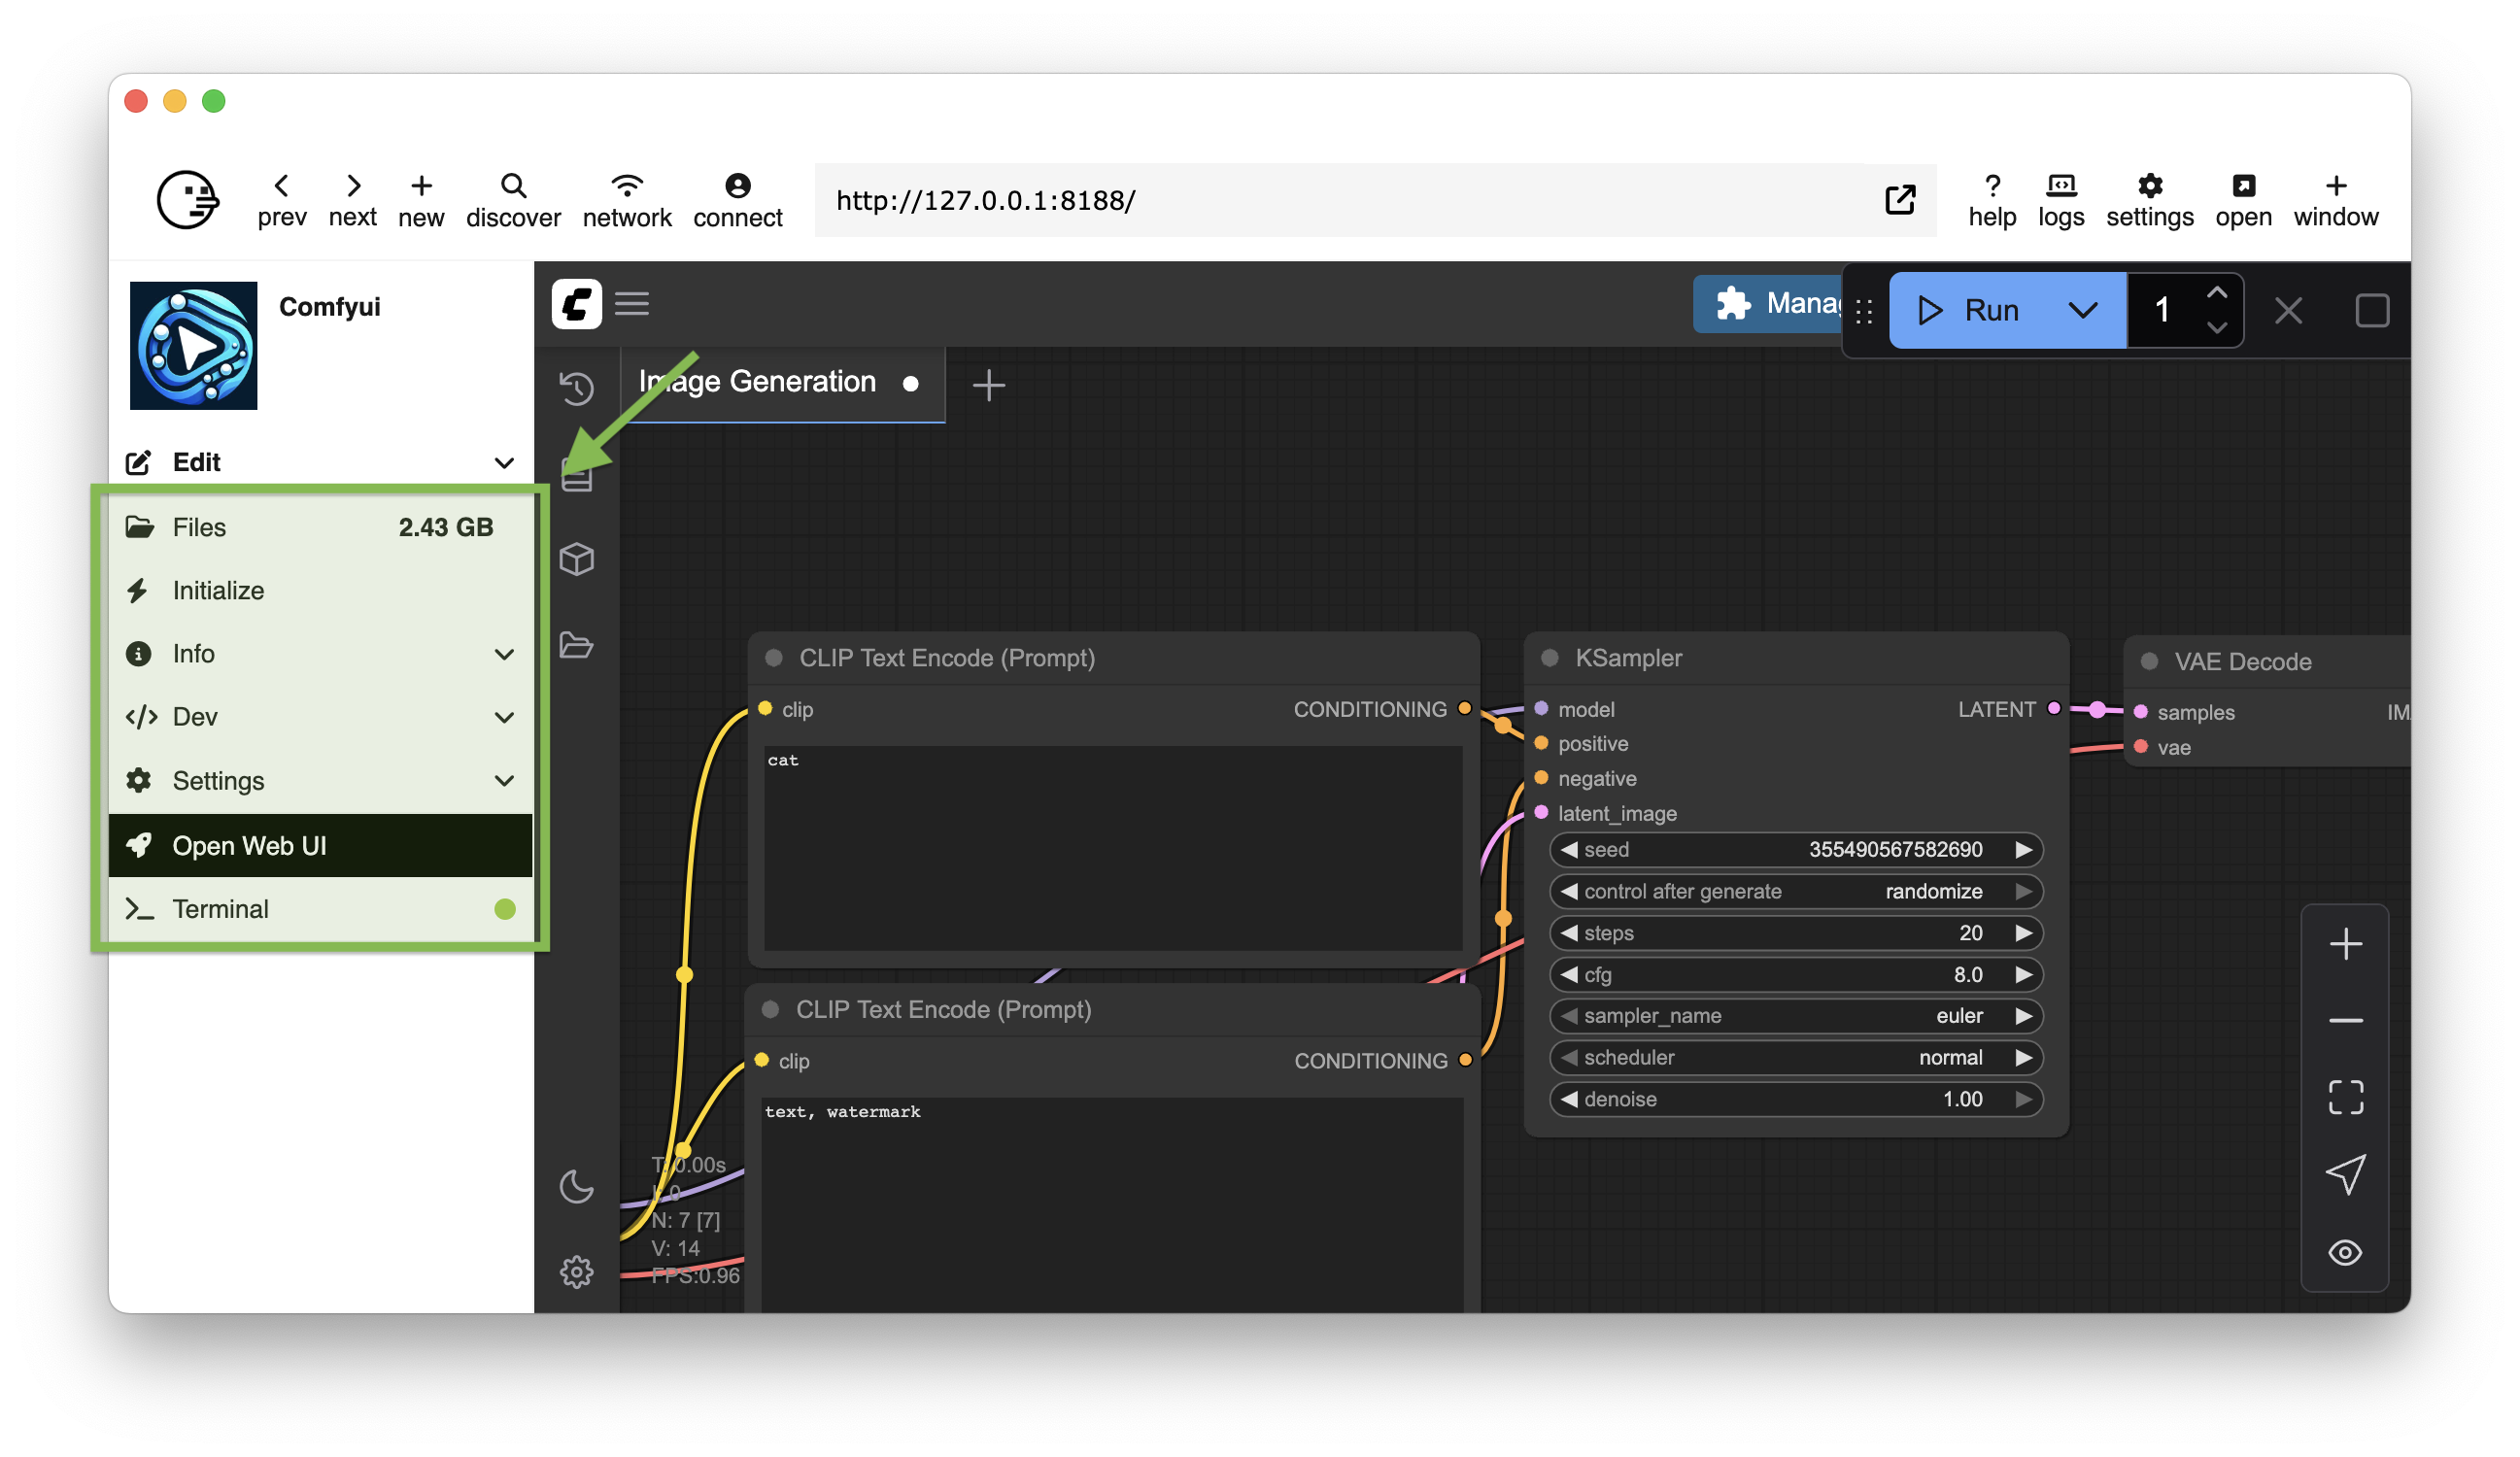 prev
next
new
discover
network
connect
http://127.0.0.1:8188/
help
logs
settings
open
window
Comfyui
Edit
Files 2.43 GB
Initialize
Info
Dev
Settings
Open Web UI
Terminal
Run
1
Image Generation
CLIP Text Encode (Prompt)
clip CONDITIONING
cat
CLIP Text Encode (Prompt)
clip CONDITIONING
text, watermark
T: 0.00s
I: 0
N: 7 [7]
V: 14
FPS:0.96
KSampler
model LATENT
positive
negative
latent_image
seed 355490567582690
control after generate randomize
steps 20
cfg 8.0
sampler_name euler
scheduler normal
denoise 1.00
VAE Decode
samples
vae